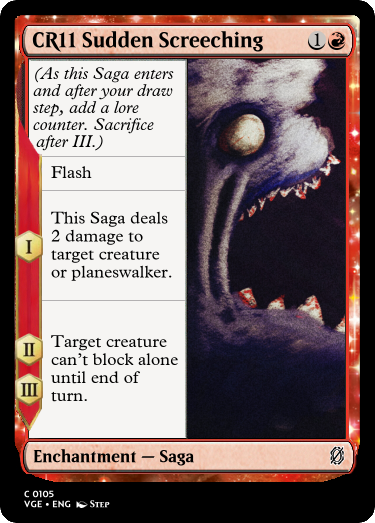 CR11 Sudden Screeching 1
(As this Saga enters
and after your draw
step, add a lore
counter. Sacrifice
after III.)
Flash
I
This Saga deals
2 damage to
target creature
or planeswalker.
II
III
Target creature
can't block alone
until end of
turn.
Enchantment — Saga
C 0105
VGE • ENG STEP